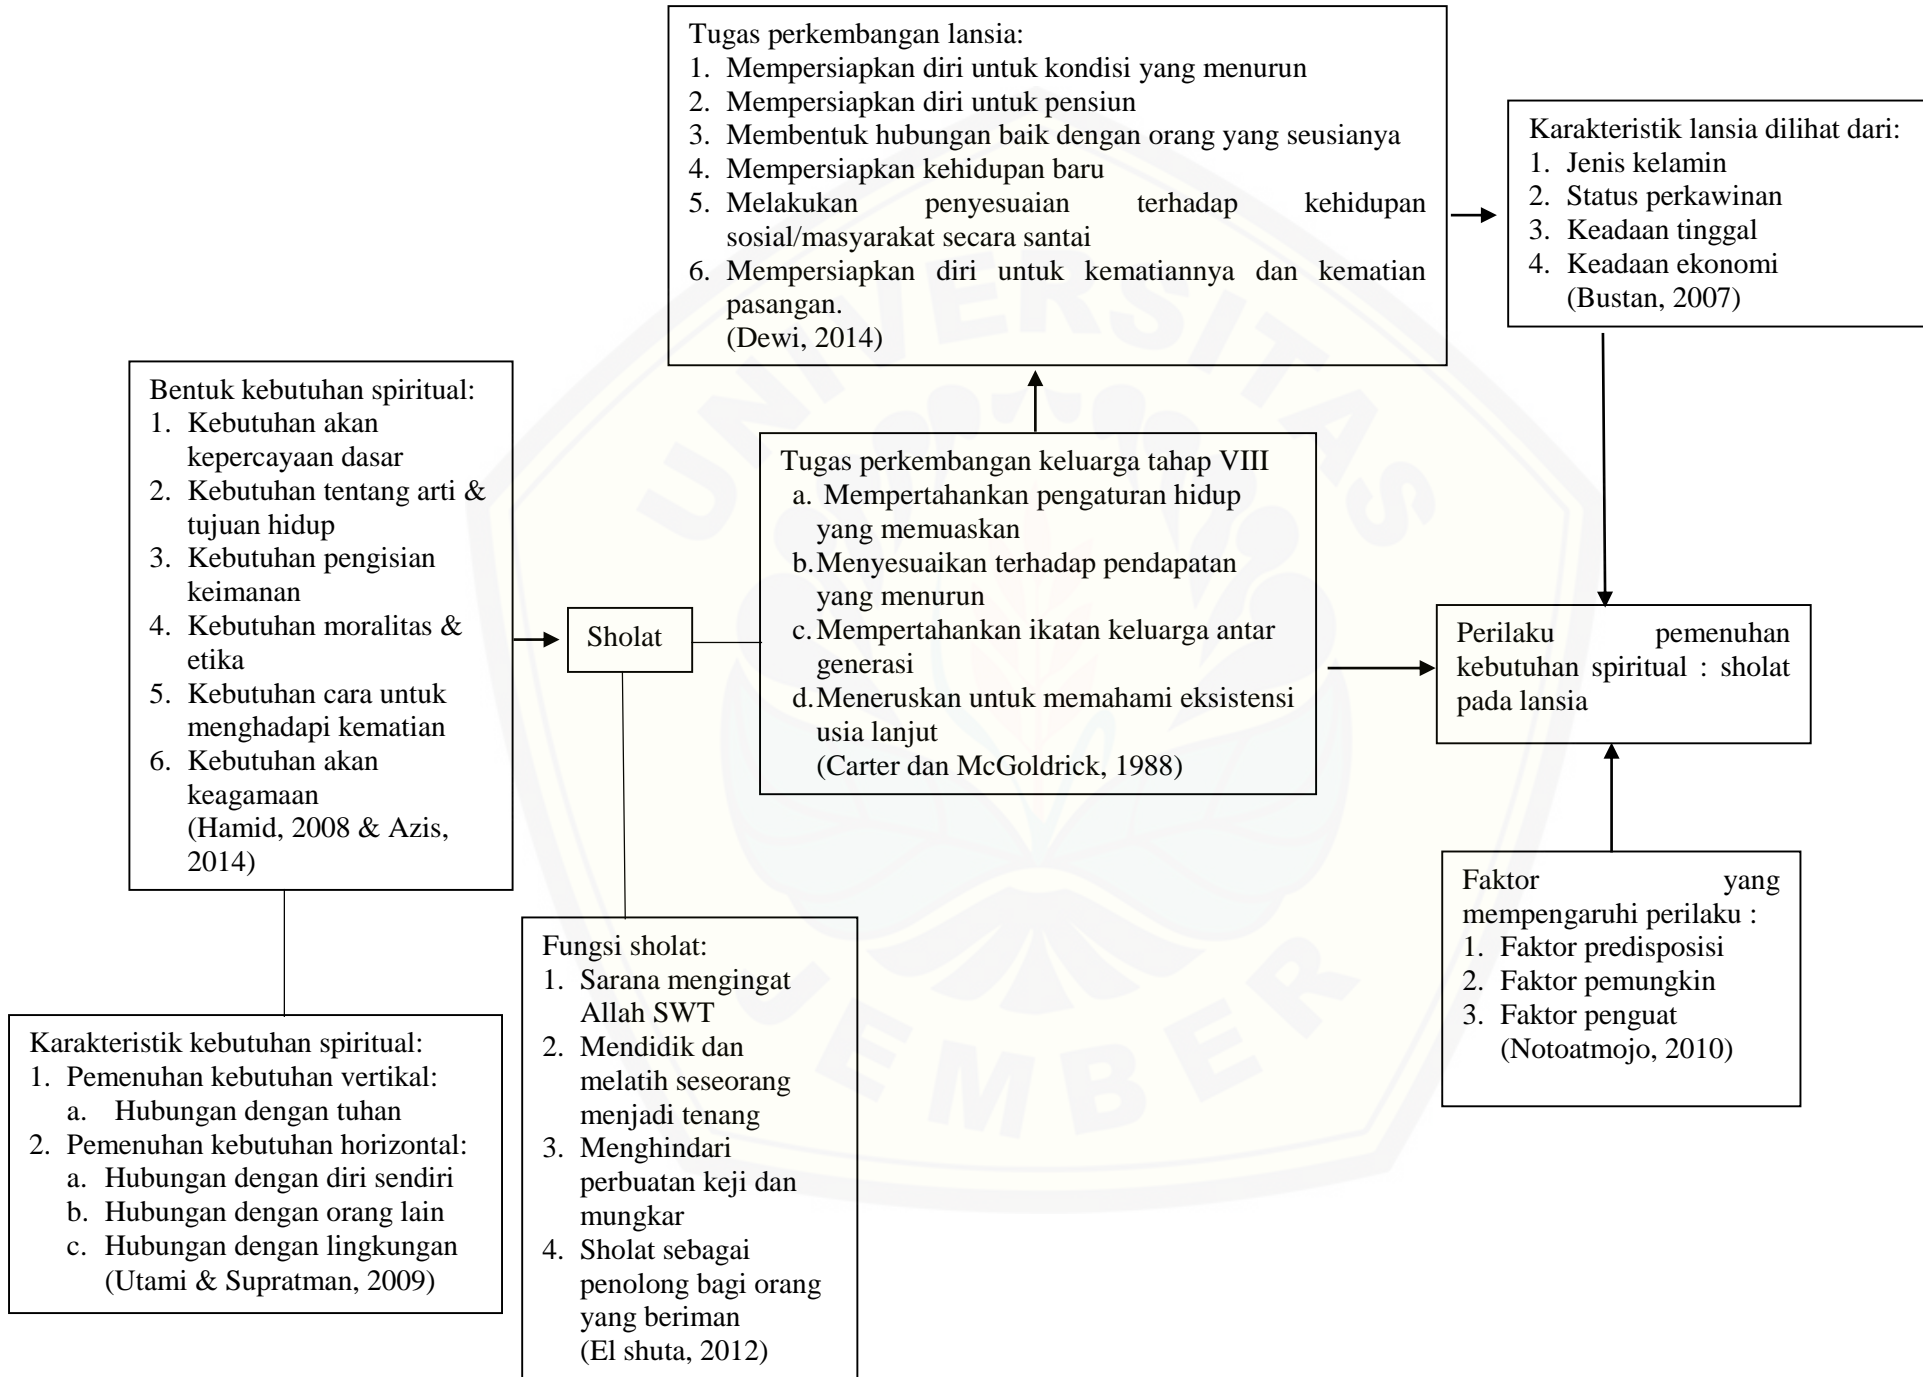 Tugas perkembangan lansia:
1. Mempersiapkan diri untuk kondisi yang menurun
2. Mempersiapkan diri untuk pensiun
3. Membentuk hubungan baik dengan orang yang seusianya
4. Mempersiapkan kehidupan baru
5. Melakukan penyesuaian terhadap kehidupan
sosial/masyarakat secara santai
6. Mempersiapkan diri untuk kematiannya dan kematian
pasangan.
(Dewi, 2014)
Karakteristik lansia dilihat dari:
1. Jenis kelamin
2. Status perkawinan
3. Keadaan tinggal
4. Keadaan ekonomi
(Bustan, 2007)
Bentuk kebutuhan spiritual:
1. Kebutuhan akan
kepercayaan dasar
2. Kebutuhan tentang arti &
tujuan hidup
3. Kebutuhan pengisian
keimanan
4. Kebutuhan moralitas &
etika
5. Kebutuhan cara untuk
menghadapi kematian
6. Kebutuhan akan
keagamaan
(Hamid, 2008 & Azis,
2014)
Sholat
Tugas perkembangan keluarga tahap VIII
a. Mempertahankan pengaturan hidup
yang memuaskan
b. Menyesuaikan terhadap pendapatan
yang menurun
c. Mempertahankan ikatan keluarga antar
generasi
d. Meneruskan untuk memahami eksistensi
usia lanjut
(Carter dan McGoldrick, 1988)
Perilaku pemenuhan
kebutuhan spiritual : sholat
pada lansia
Faktor yang
mempengaruhi perilaku :
1. Faktor predisposisi
2. Faktor pemungkin
3. Faktor penguat
(Notoatmojo, 2010)
Karakteristik kebutuhan spiritual:
1. Pemenuhan kebutuhan vertikal:
a. Hubungan dengan tuhan
2. Pemenuhan kebutuhan horizontal:
a. Hubungan dengan diri sendiri
b. Hubungan dengan orang lain
c. Hubungan dengan lingkungan
(Utami & Supratman, 2009)
Fungsi sholat:
1. Sarana mengingat
Allah SWT
2. Mendidik dan
melatih seseorang
menjadi tenang
3. Menghindari
perbuatan keji dan
mungkar
4. Sholat sebagai
penolong bagi orang
yang beriman
(El shuta, 2012)
UNIVERSITAS
JEMBER